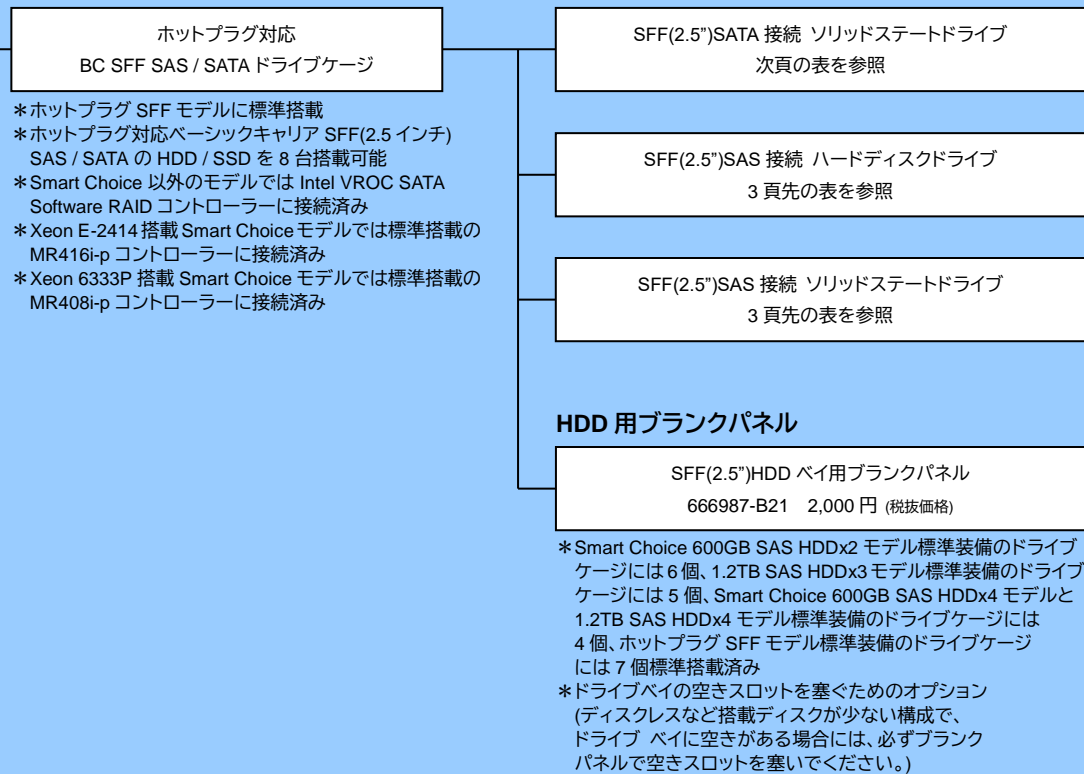 ホットプラグ対応
BC SFF SAS / SATA ドライブケージ
＊ホットプラグ SFF モデルに標準搭載
＊ホットプラグ対応ベーシックキャリア SFF(2.5 インチ)
SAS / SATA の HDD / SSD を 8 台搭載可能
＊Smart Choice 以外のモデルでは Intel VROC SATA
Software RAID コントローラーに接続済み
＊Xeon E-2414 搭載 Smart Choice モデルでは標準搭載の
MR416i-p コントローラーに接続済み
＊Xeon 6333P 搭載 Smart Choice モデルでは標準搭載の
MR408i-p コントローラーに接続済み
SFF(2.5”)SATA 接続 ソリッドステートドライブ
次頁の表を参照
SFF(2.5”)SAS 接続 ハードディスクドライブ
3 頁先の表を参照
SFF(2.5”)SAS 接続 ソリッドステートドライブ
3 頁先の表を参照
HDD 用ブランクパネル
SFF(2.5”)HDD ベイ用ブランクパネル
666987-B21 2,000 円 (税抜価格)
＊Smart Choice 600GB SAS HDDx2 モデル標準装備のドライブ
ケージには 6 個、1.2TB SAS HDDx3 モデル標準装備のドライブ
ケージには 5 個、Smart Choice 600GB SAS HDDx4 モデルと
1.2TB SAS HDDx4 モデル標準装備のドライブケージには
4 個、ホットプラグ SFF モデル標準装備のドライブケージ
には 7 個標準搭載済み
＊ドライブベイの空きスロットを塞ぐためのオプション
(ディスクレスなど搭載ディスクが少ない構成で、
ドライブ ベイに空きがある場合には、必ずブランク
パネルで空きスロットを塞いでください。)